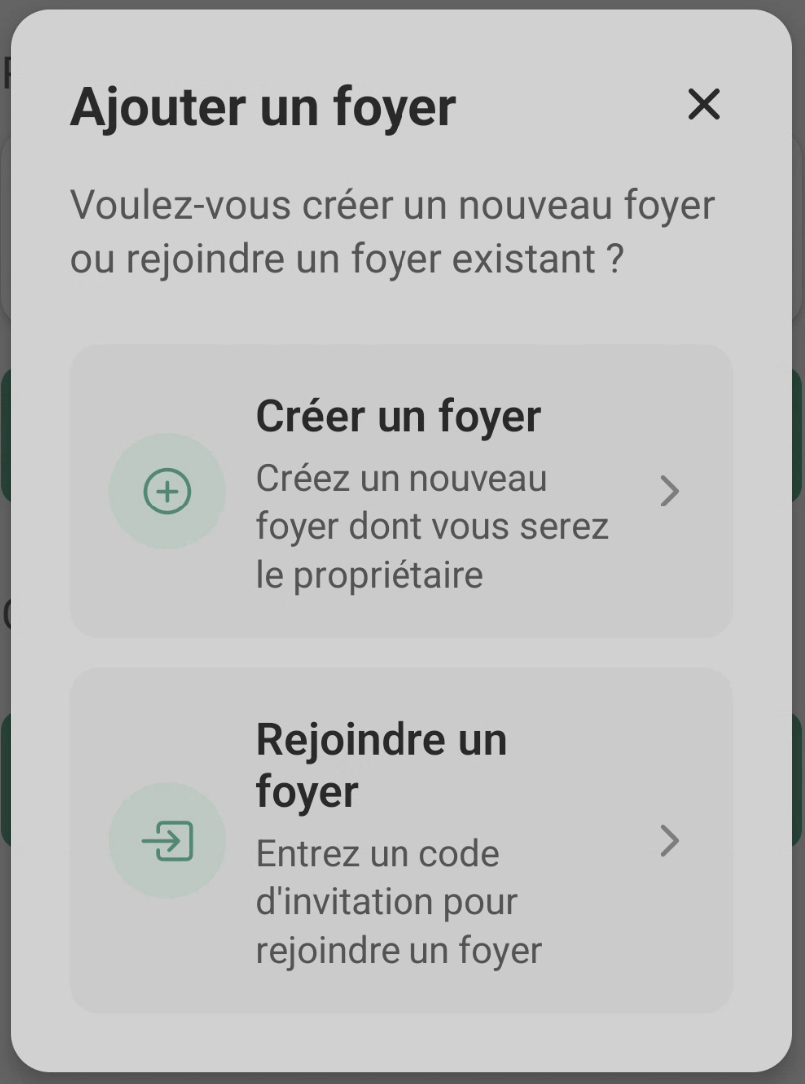 Ajouter un foyer
Voulez-vous créer un nouveau foyer
ou rejoindre un foyer existant ?
Créer un foyer
Créez un nouveau
foyer dont vous serez
le propriétaire
Rejoindre un
foyer
Entrez un code
d'invitation pour
rejoindre un foyer